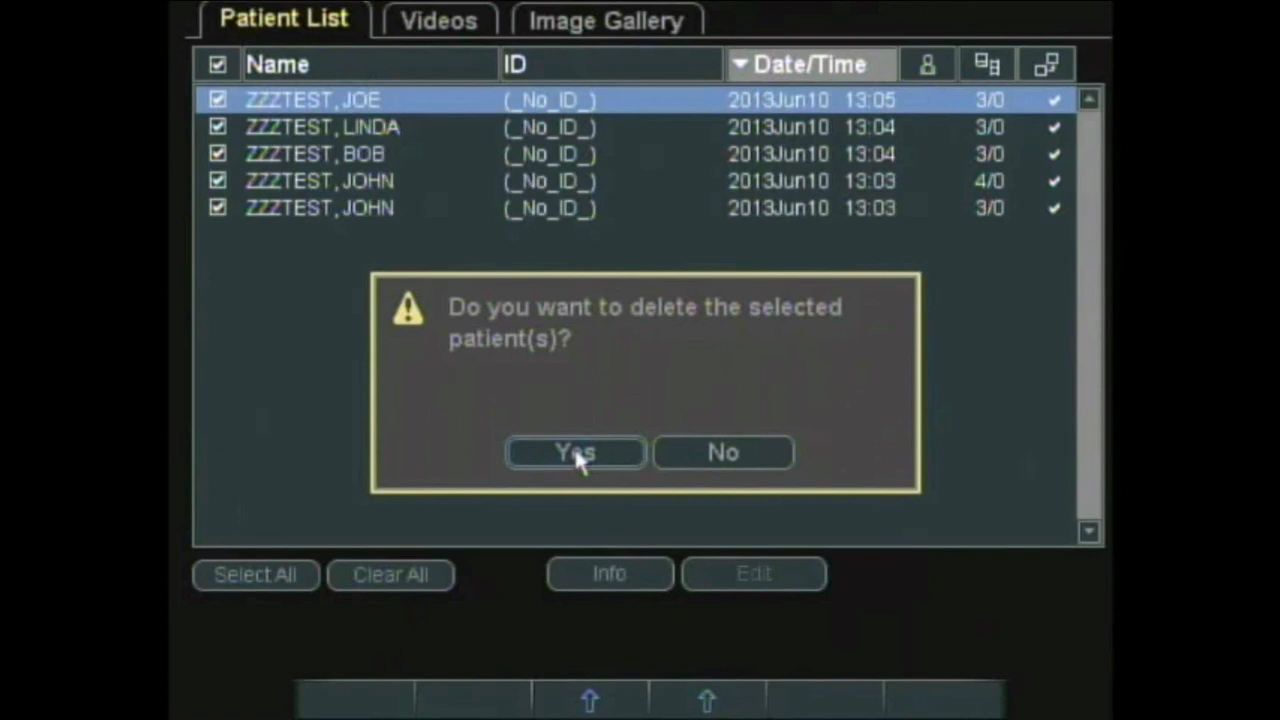 Patient List Videos Image Gallery
Name ID Date/Time
ZZZTEST, JOE (_No_ID_) 2013Jun10 13:05 3/0
ZZZTEST, LINDA (_No_ID_) 2013Jun10 13:04 3/0
ZZZTEST, BOB (_No_ID_) 2013Jun10 13:04 3/0
ZZZTEST, JOHN (_No_ID_) 2013Jun10 13:03 4/0
ZZZTEST, JOHN (_No_ID_) 2013Jun10 13:03 3/0
Do you want to delete the selected
patient(s)?
Yes No
Select All Clear All Info Edit